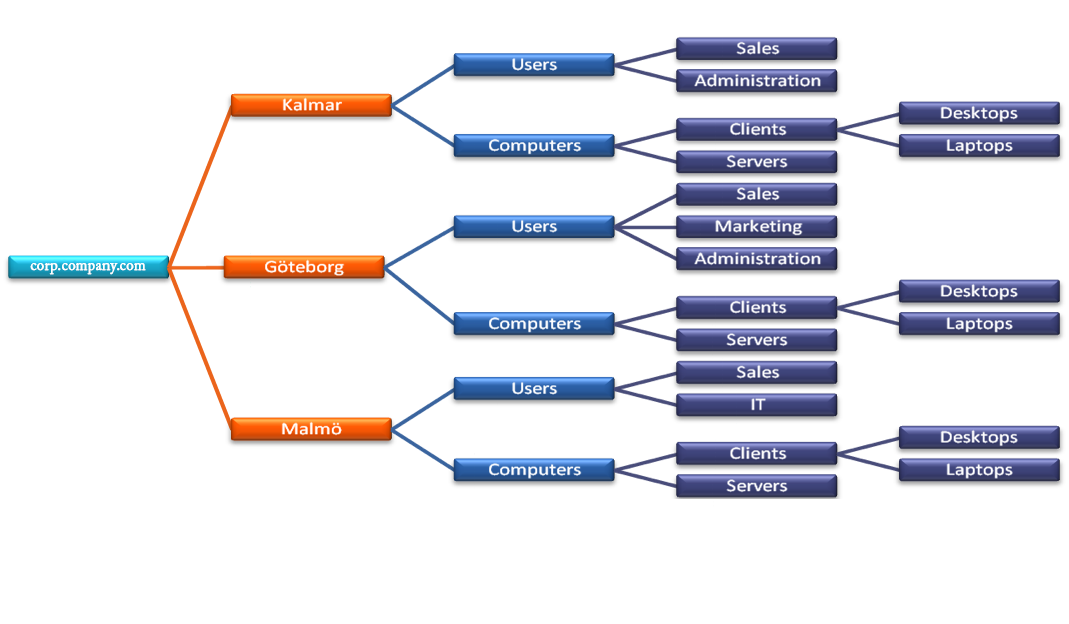 corp.company.com
Kalmar
Users
Sales
Administration
Computers
Clients
Desktops
Laptops
Servers
Göteborg
Users
Sales
Marketing
Administration
Computers
Clients
Desktops
Laptops
Servers
Malmö
Users
Sales
IT
Computers
Clients
Desktops
Laptops
Servers